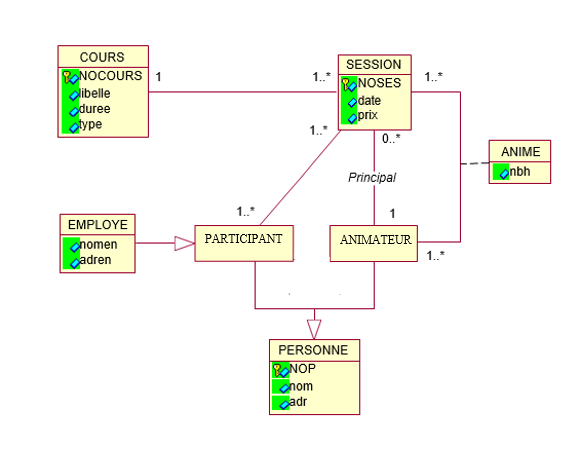 COURS
NOCOURS
libelle
duree
type
1
1..*
SESSION
NOSES
date
prix
1..*
ANIME
nbh
1..*
0..*
Principal
1..*
1
1..*
EMPLOYE
nomen
adren
PARTICIPANT
ANIMATEUR
PERSONNE
NOP
nom
adr